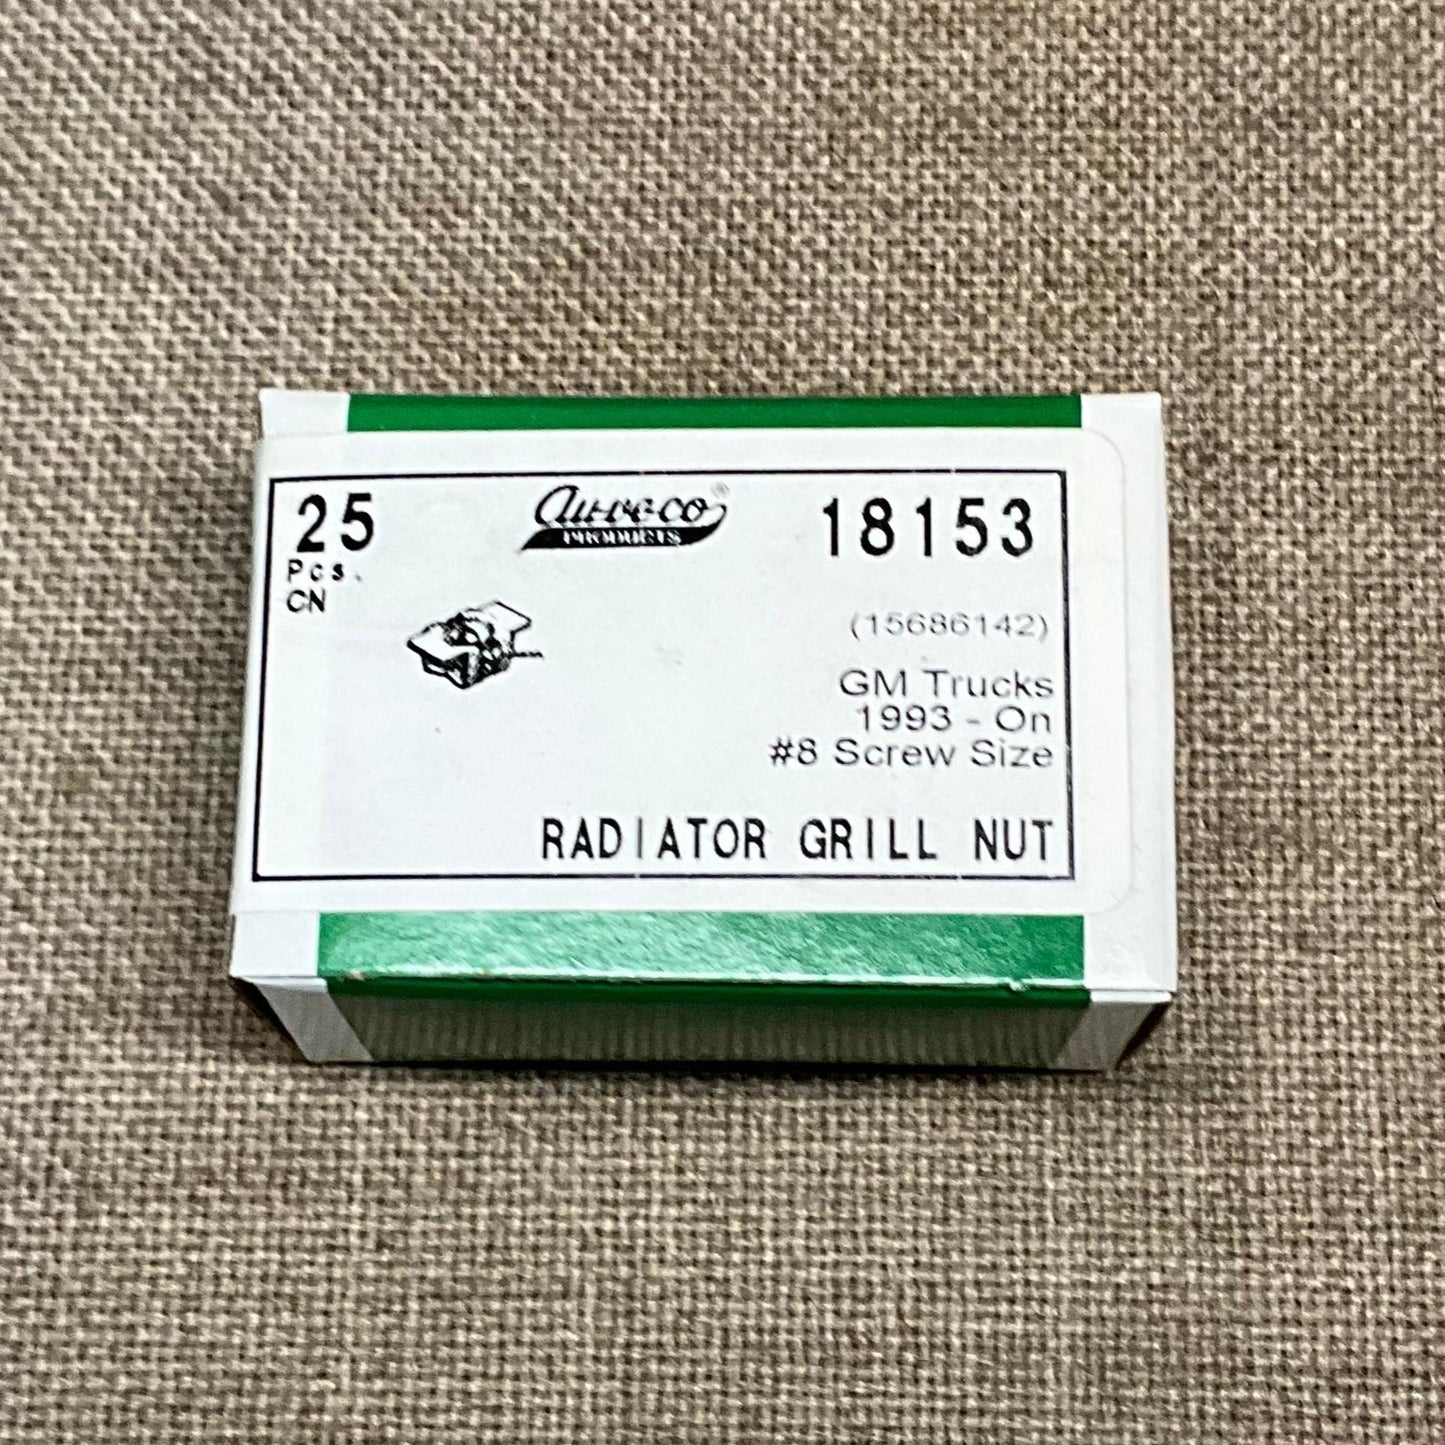 25
Pcs.
CN
Au-ve-co®
PRODUCTS
18153
(15686142)
GM Trucks
1993 - On
#8 Screw Size
RADIATOR GRILL NUT